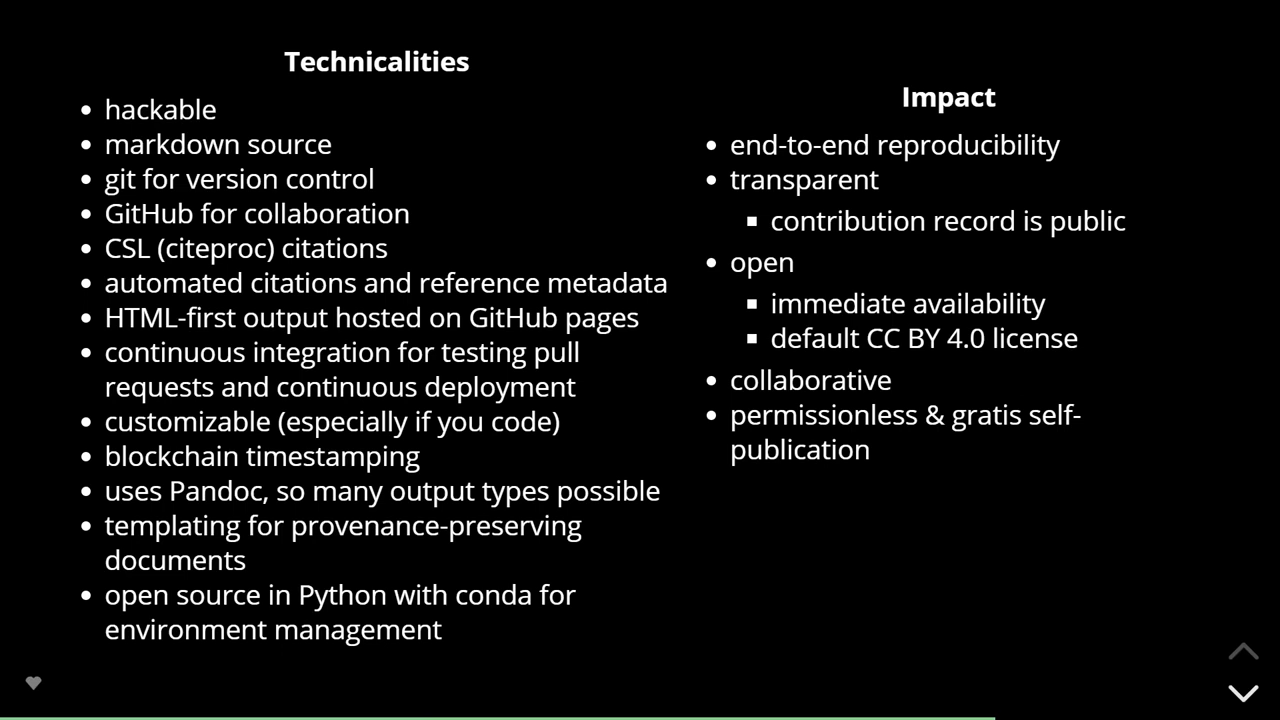 Technicalities
hackable
markdown source
git for version control
GitHub for collaboration
CSL (citeproc) citations
automated citations and reference metadata
HTML-first output hosted on GitHub pages
continuous integration for testing pull
requests and continuous deployment
customizable (especially if you code)
blockchain timestamping
uses Pandoc, so many output types possible
templating for provenance-preserving
documents
open source in Python with conda for
environment management
Impact
end-to-end reproducibility
transparent
contribution record is public
open
immediate availability
default CC BY 4.0 license
collaborative
permissionless & gratis self-
publication